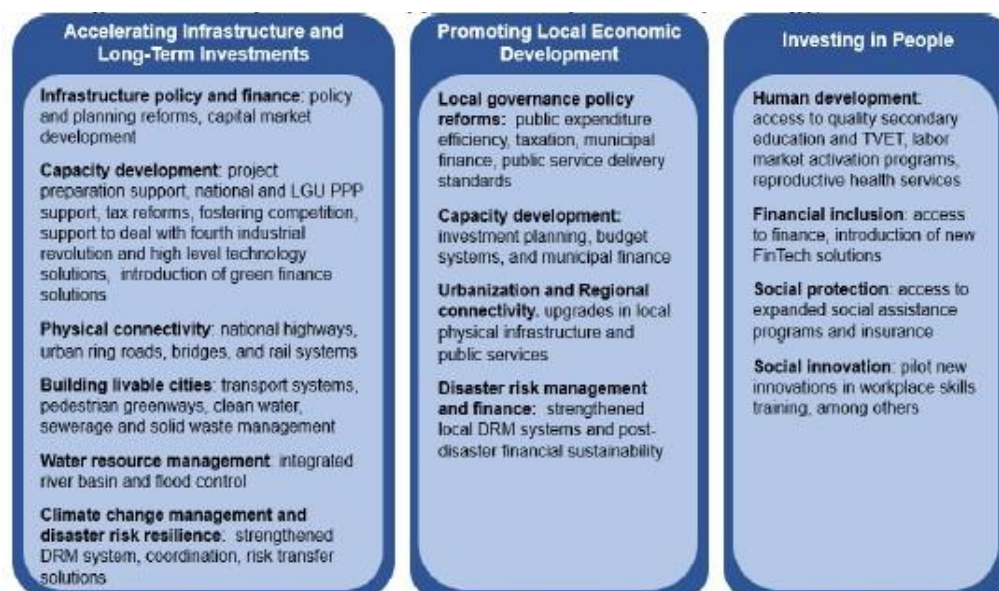 Accelerating Infrastructure and
Long-Term Investments
Infrastructure policy and finance: policy
and planning reforms, capital market
development
Capacity development: project
preparation support, national and LGU PPP
support, tax reforms, fostering competition,
support to deal with fourth industrial
revolution and high level technology
solutions, introduction of green finance
solutions
Physical connectivity: national highways,
urban ring roads, bridges, and rail systems
Building livable cities: transport systems,
pedestrian greenways, clean water,
sewerage and solid waste management
Water resource management: integrated
river basin and flood control
Climate change management and
disaster risk resilience: strengthened
DRM system, coordination, risk transfer
solutions
Promoting Local Economic
Development
Local governance policy
reforms: public expenditure
efficiency, taxation, municipal
finance, public service delivery
standards
Capacity development:
investment planning, budget
systems, and municipal finance
Urbanization and Regional
connectivity. upgrades in local
physical infrastructure and
public services
Disaster risk management
and finance: strengthened
local DRM systems and post-
disaster financial sustainability
Investing in People
Human development:
access to quality secondary
education and TVET, labor
market activation programs,
reproductive health services
Financial inclusion: access
to finance, introduction of new
FinTech solutions
Social protection: access to
expanded social assistance
programs and insurance
Social innovation: pilot new
innovations in workplace skills
training, among others